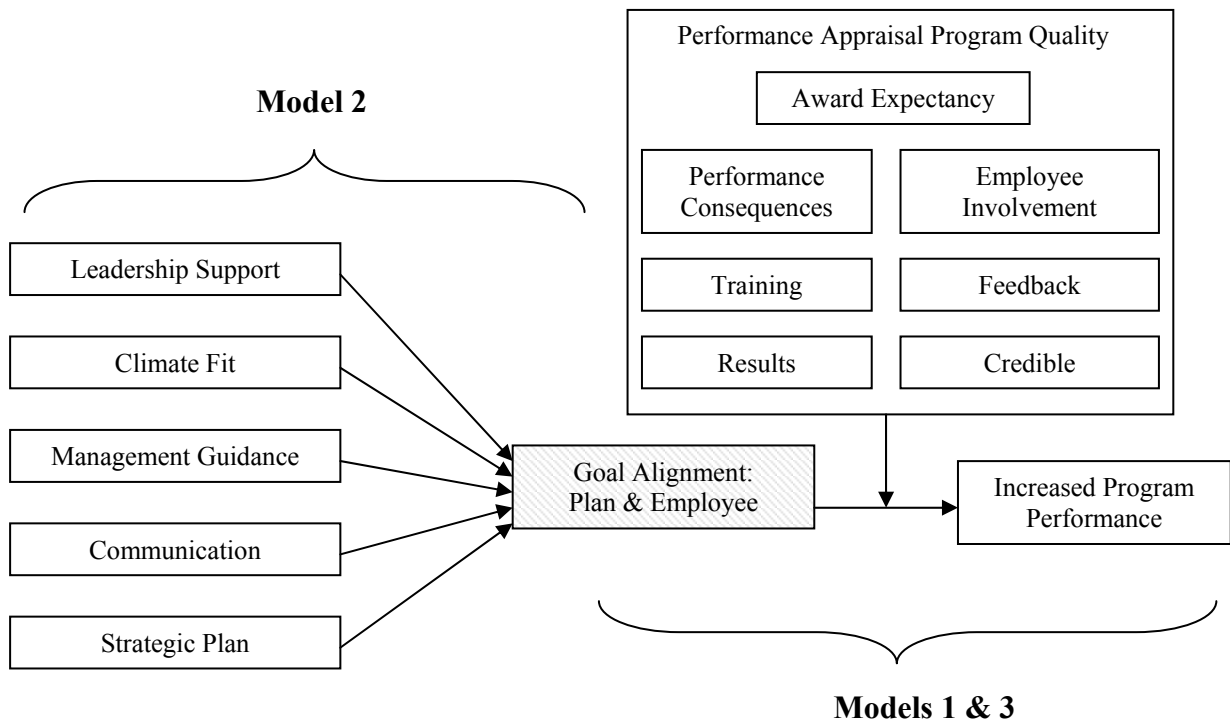 Performance Appraisal Program Quality
Award Expectancy
Performance
Consequences
Employee
Involvement
Training
Feedback
Results
Credible
Model 2
Leadership Support
Climate Fit
Management Guidance
Communication
Strategic Plan
Goal Alignment:
Plan & Employee
Increased Program
Performance
Models 1 & 3